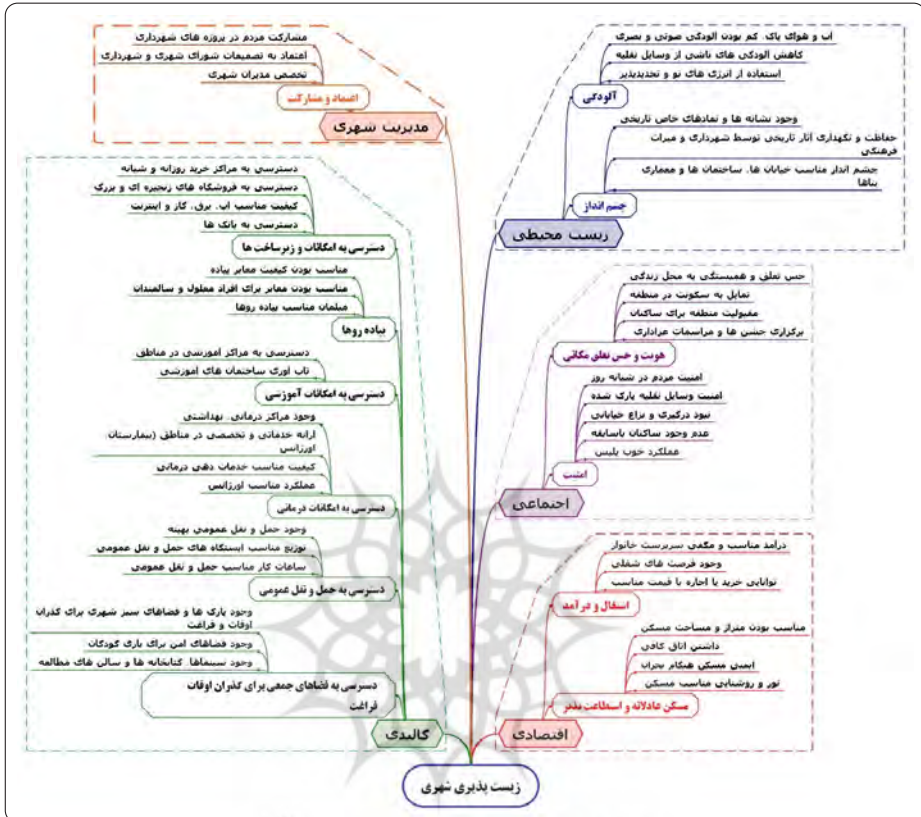 آب و هوای پاک. کم بودن آلودگی صوتی و بصری
کاهش آلودگی های ناشی از وسایل نقلیه
استفاده از انرژی های نو و تجدیدپذیر
آلودگی
وجود نشانه ها و نمادهای خاص تاریخی
حفاظت و نگهداری آثار تاریخی توسط شهرداری و میراث
فرهنگی
چشم انداز مناسب خیابان ها. ساختمان ها و معماری
بناها
چشم انداز
زیست محیطی
حس تعلق و همبستگی به محل زندگی
تمایل به سکونت در منطقه
مقبولیت منطقه برای ساکنان
برگزاری جشن ها و مراسمات عزاداری
هویت و حس تعلق مکانی
امنیت مردم در شبانه روز
امنیت وسایل نقلیه پارک شده
نبود درگیری و نزاع خیابانی
عدم وجود ساکنان باسابقه
عملکرد خوب پلیس
امنیت
اجتماعی
درآمد مناسب و مکفی سرپرست خانوار
وجود فرصت های شغلی
توانایی خرید یا اجاره با قیمت مناسب
اشتغال و درآمد
مناسب بودن متراژ و مساحت مسکن
داشتن اتاق کافی
ایمنی مسکن هنگام بحران
نور و روشنایی مناسب مسکن
مسکن عادلانه و استطاعت پذیر
اقتصادی
مشارکت مردم در پروژه های شهرداری
اعتماد به تصمیمات شورای شهری و شهرداری
تخصص مدیران شهری
اعتماد و مشارکت
مدیریت شهری
دسترسی به مراکز خرید روزانه و شبانه
دسترسی به فروشگاه های زنجیره ای و بزرگ
کیفیت مناسب آب. برق. گاز و اینترنت
دسترسی به بانک ها
دسترسی به امکانات و زیرساخت ها
مناسب بودن کیفیت معابر پیاده
مناسب بودن معابر برای افراد معلول و سالمندان
مبلمان مناسب پیاده روها
پیاده روها
دسترسی به مراکز آموزشی در مناطق
تاب آوری ساختمان های آموزشی
دسترسی به امکانات آموزشی
وجود مراکز درمانی. بهداشتی
ارائه خدماتی و تخصصی در مناطق (بیمارستان.
اورژانس
کیفیت مناسب خدمات دهی درمانی
عملکرد مناسب اورژانس
دسترسی به امکانات درمانی
وجود حمل و نقل عمومی بهینه
توزیع مناسب ایستگاه های حمل و نقل عمومی
ساعات کار مناسب حمل و نقل عمومی
دسترسی به حمل و نقل عمومی
وجود پارک ها و فضاهای سبز شهری برای گذران
اوقات و فراغت
وجود فضاهای امن برای بازی کودکان
وجود سینماها. کتابخانه ها و سالن های مطالعه
دسترسی به فضاهای جمعی برای گذران اوقات
فراغت
کالبدی
زیست پذیری شهری